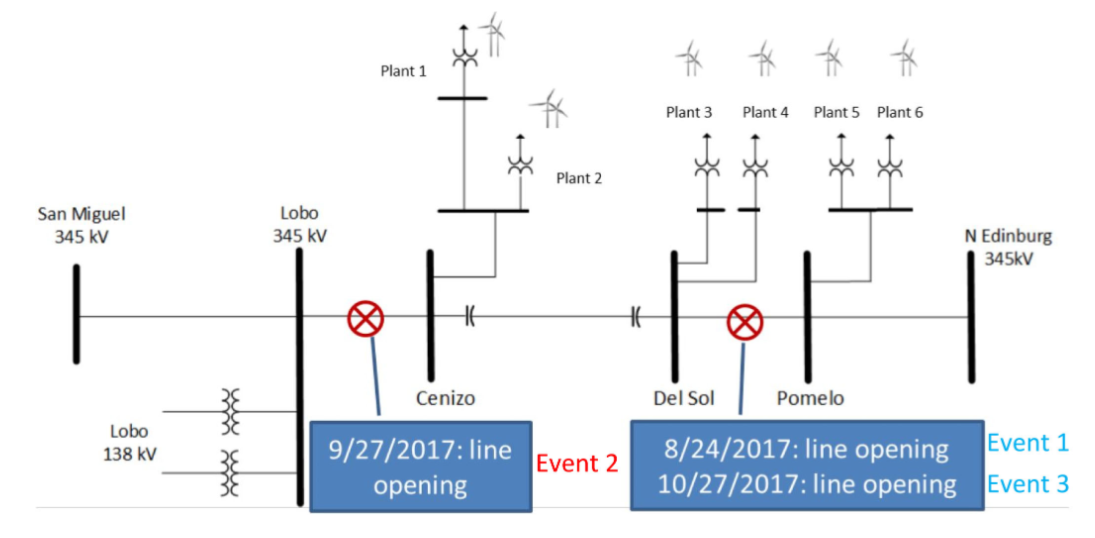 Plant 1
Plant 2
Plant 3
Plant 4
Plant 5
Plant 6
San Miguel
345 kV
Lobo
345 kV
N Edinburg
345kV
Cenizo
Del Sol
Pomelo
Lobo
138 kV
9/27/2017: line
opening
Event 2
8/24/2017: line opening
10/27/2017: line opening
Event 1
Event 3